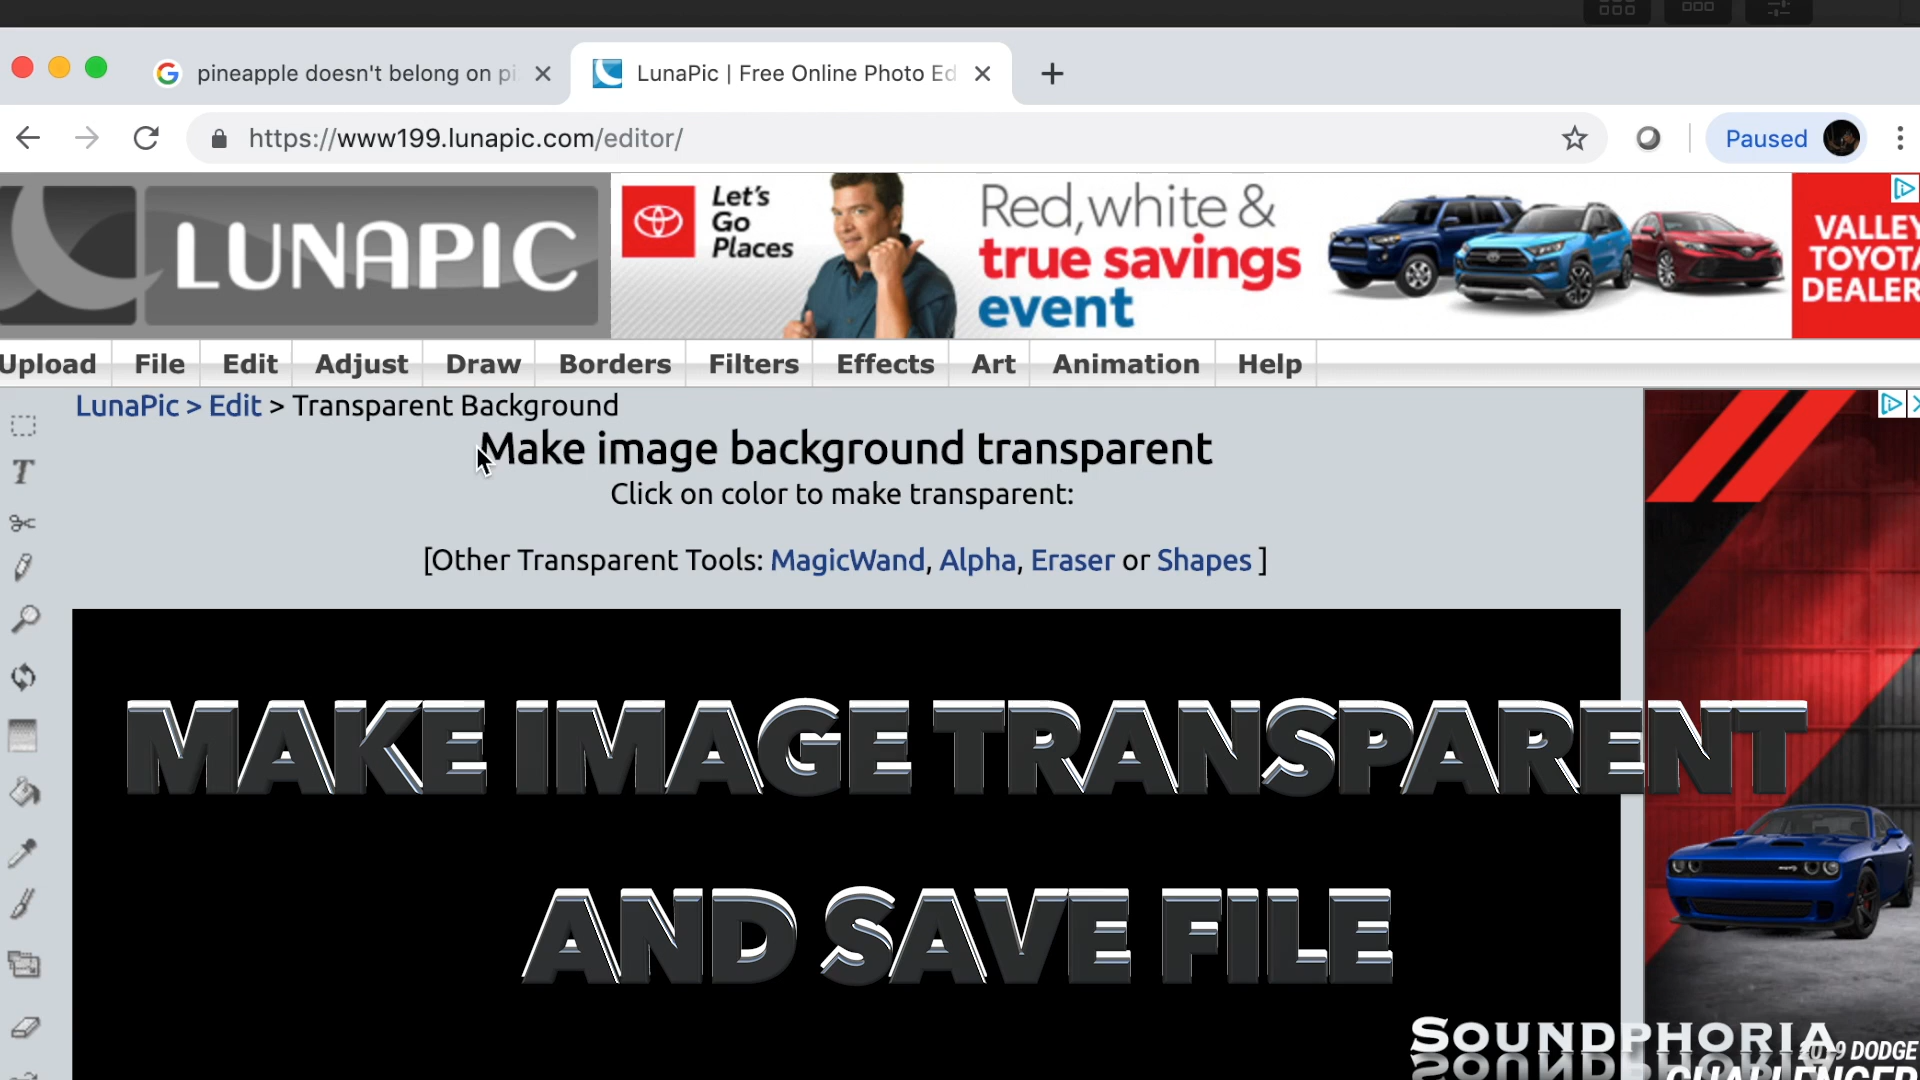 pineapple doesn't belong on pi
LunaPic | Free Online Photo Ed
https://www199.lunapic.com/editor/
Paused
LUNAPIC
Let's
Go
Places
Red, white &
true savings
event
VALLEY
TOYOTA
DEALER
Upload File Edit Adjust Draw Borders Filters Effects Art Animation Help
LunaPic > Edit > Transparent Background
Make image background transparent
Click on color to make transparent:
[Other Transparent Tools: MagicWand, Alpha, Eraser or Shapes ]
MAKE IMAGE TRANSPARENT
AND SAVE FILE
SOUNDPHORIA
DODGE
CHALLENGER